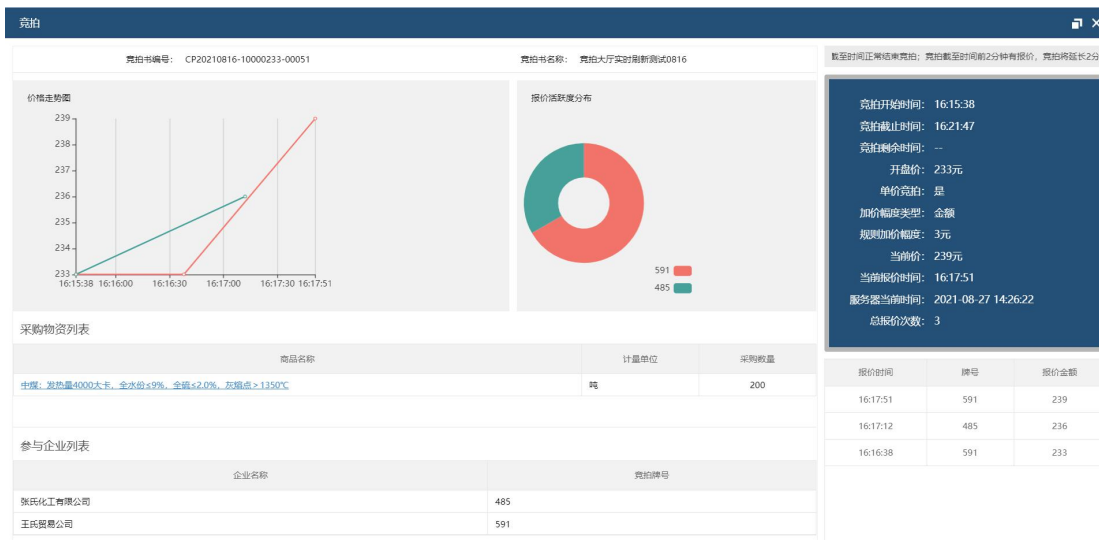 竞拍
竞拍书编号： CP20210816-10000233-00051
竞拍书名称： 竞拍大厅实时刷新测试0816
截至时间正常结束竞拍；竞拍截至时间前2分钟有报价，竞拍将延长2分
价格走势图
239
238
237
236
235
234
233
16:15:38 16:16:00 16:16:30 16:17:00 16:17:30 16:17:51
报价活跃度分布
591
485
竞拍开始时间： 16:15:38
竞拍截止时间： 16:21:47
竞拍剩余时间： --
开盘价： 233元
单价竞拍： 是
加价幅度类型： 金额
规则加价幅度： 3元
当前价： 239元
当前报价时间： 16:17:51
服务器当前时间： 2021-08-27 14:26:22
总报价次数： 3
采购物资列表
商品名称 计量单位 采购数量
中煤；发热量4000大卡，全水份≤9%，全硫≤2.0%，灰熔点＞1350℃ 吨 200
报价时间 牌号 报价金额
16:17:51 591 239
16:17:12 485 236
16:16:38 591 233
参与企业列表
企业名称 竞拍牌号
张氏化工有限公司 485
王氏贸易公司 591